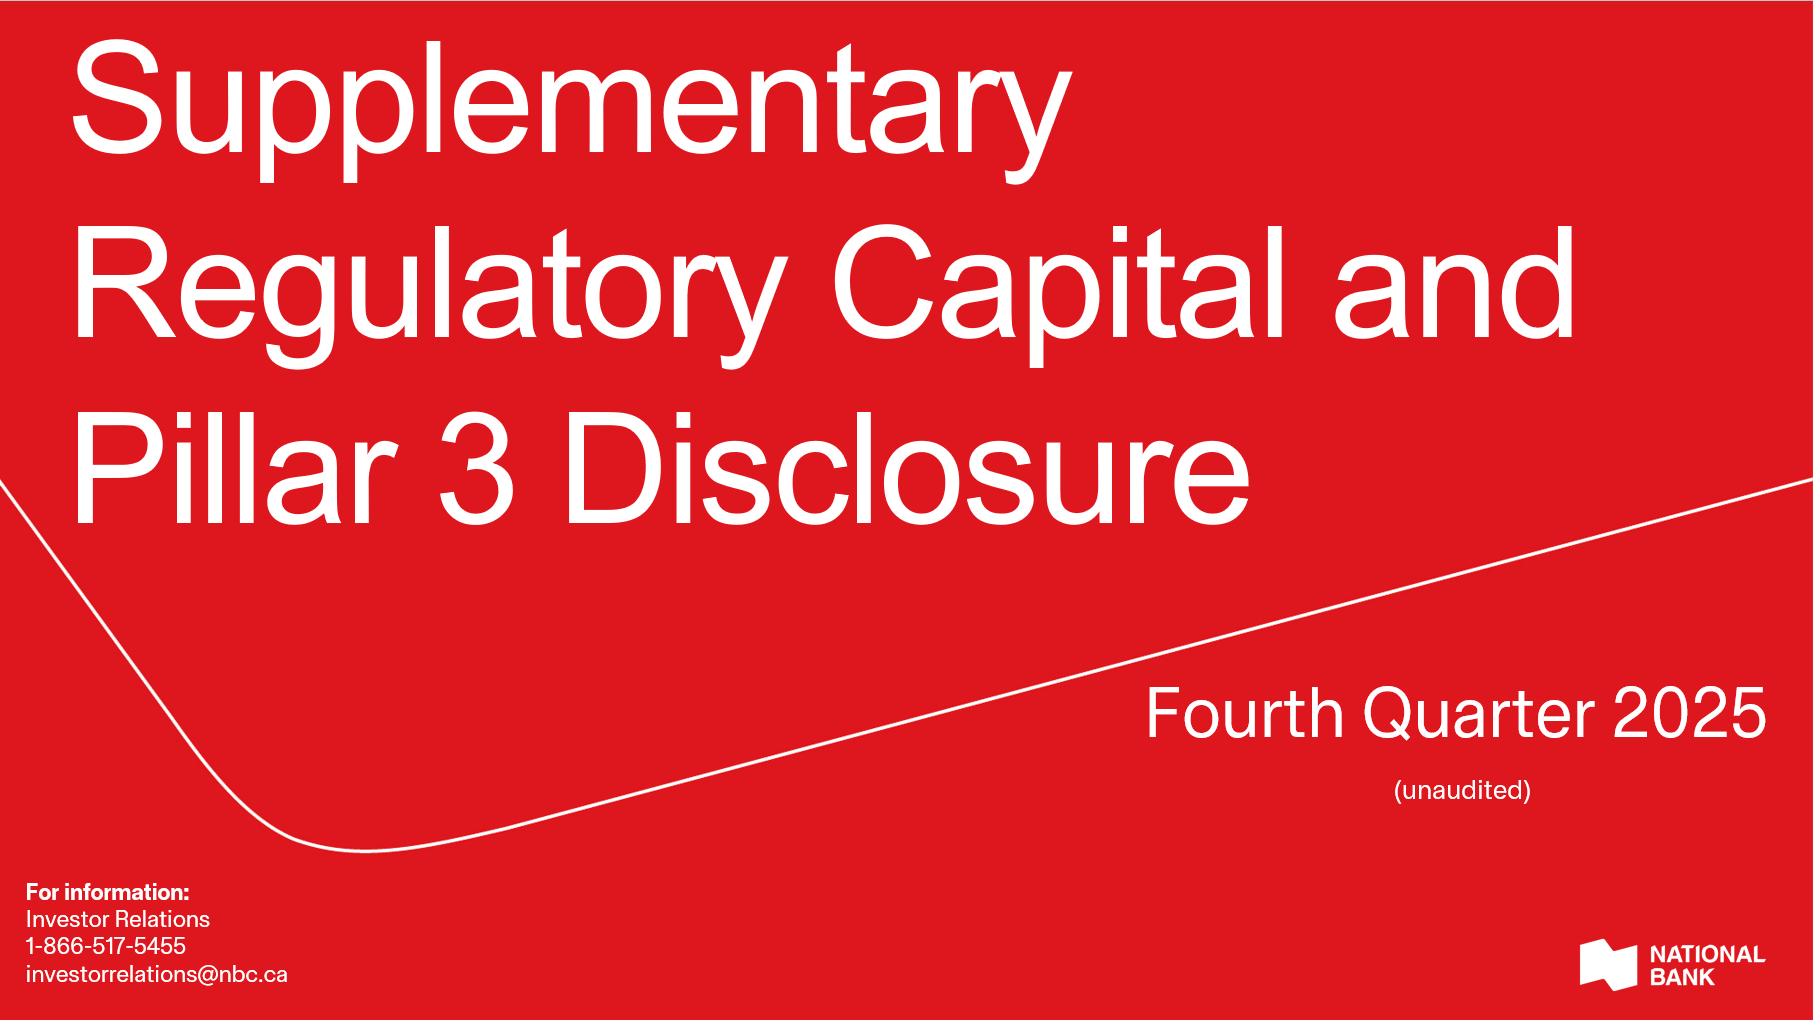 Supplementary
Regulatory Capital and
Pillar 3 Disclosure
Fourth Quarter 2025
(unaudited)
For information:
Investor Relations
1-866-517-5455
investorrelations@nbc.ca
NATIONAL
BANK